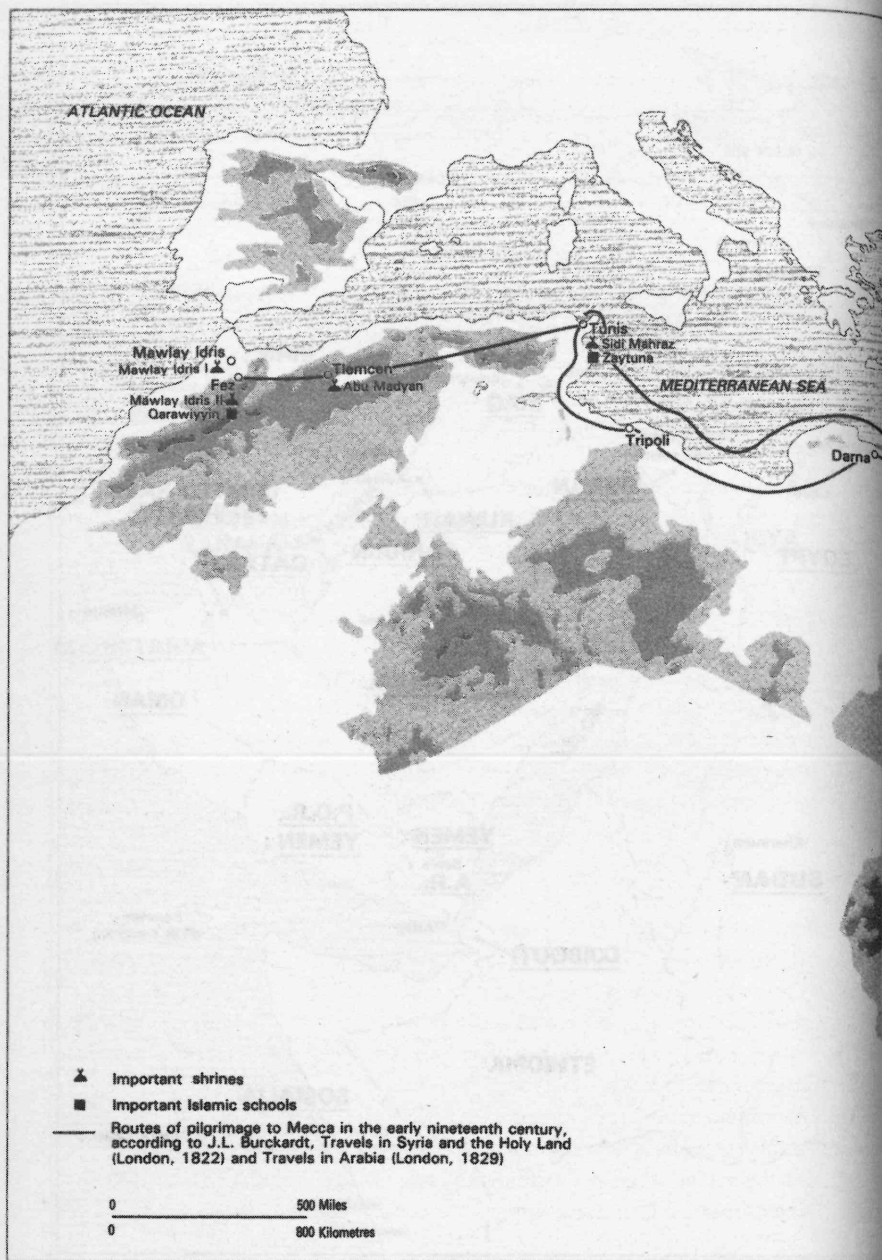 ATLANTIC OCEAN
Mawlay Idris
Mawlay Idris I
Fez
Mawlay Idris II
Qarawiyyin
Tlemcen
Abu Madyan
Tunis
Sidi Mahraz
Zaytuna
MEDITERRANEAN SEA
Tripoli
Darna
Important shrines
Important Islamic schools
Routes of pilgrimage to Mecca in the early nineteenth century,
according to J.L. Burckardt, Travels in Syria and the Holy Land
(London, 1822) and Travels in Arabia (London, 1829)
0 500 Miles
0 800 Kilometres